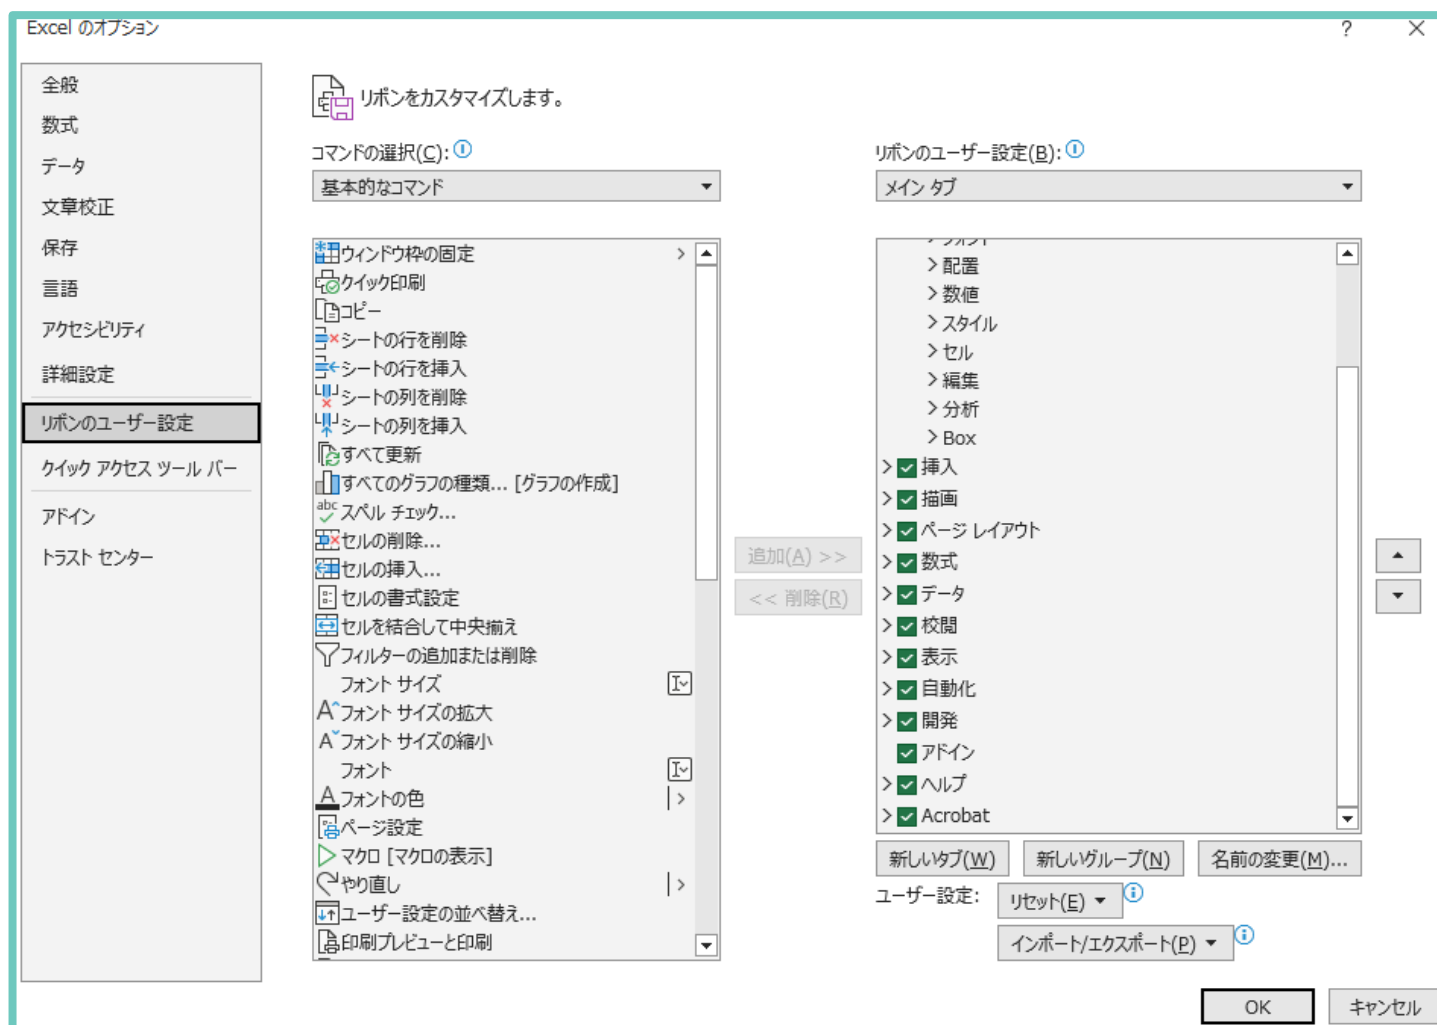 Excel のオプション
?
全般
数式
データ
文章校正
保存
言語
アクセシビリティ
詳細設定
リボンのユーザー設定
クイック アクセス ツール バー
アドイン
トラスト センター
リボンをカスタマイズします。
コマンドの選択(C):
基本的なコマンド
ウィンドウ枠の固定
クイック印刷
コピー
シートの行を削除
シートの行を挿入
シートの列を削除
シートの列を挿入
すべて更新
すべてのグラフの種類... [グラフの作成]
abc スペル チェック...
セルの削除...
セルの挿入...
セルの書式設定
セルを結合して中央揃え
フィルターの追加または削除
フォント サイズ
フォント サイズの拡大
フォント サイズの縮小
フォント
フォントの色
ページ設定
マクロ [マクロの表示]
やり直し
ユーザー設定の並べ替え...
印刷プレビューと印刷
追加(A) >>
<< 削除(R)
リボンのユーザー設定(B):
メイン タブ
フォント
配置
数値
スタイル
セル
編集
分析
Box
挿入
描画
ページ レイアウト
数式
データ
校閲
表示
自動化
開発
アドイン
ヘルプ
Acrobat
新しいタブ(W)
新しいグループ(N)
名前の変更(M)...
ユーザー設定:
リセット(E)
インポート/エクスポート(P)
OK
キャンセル